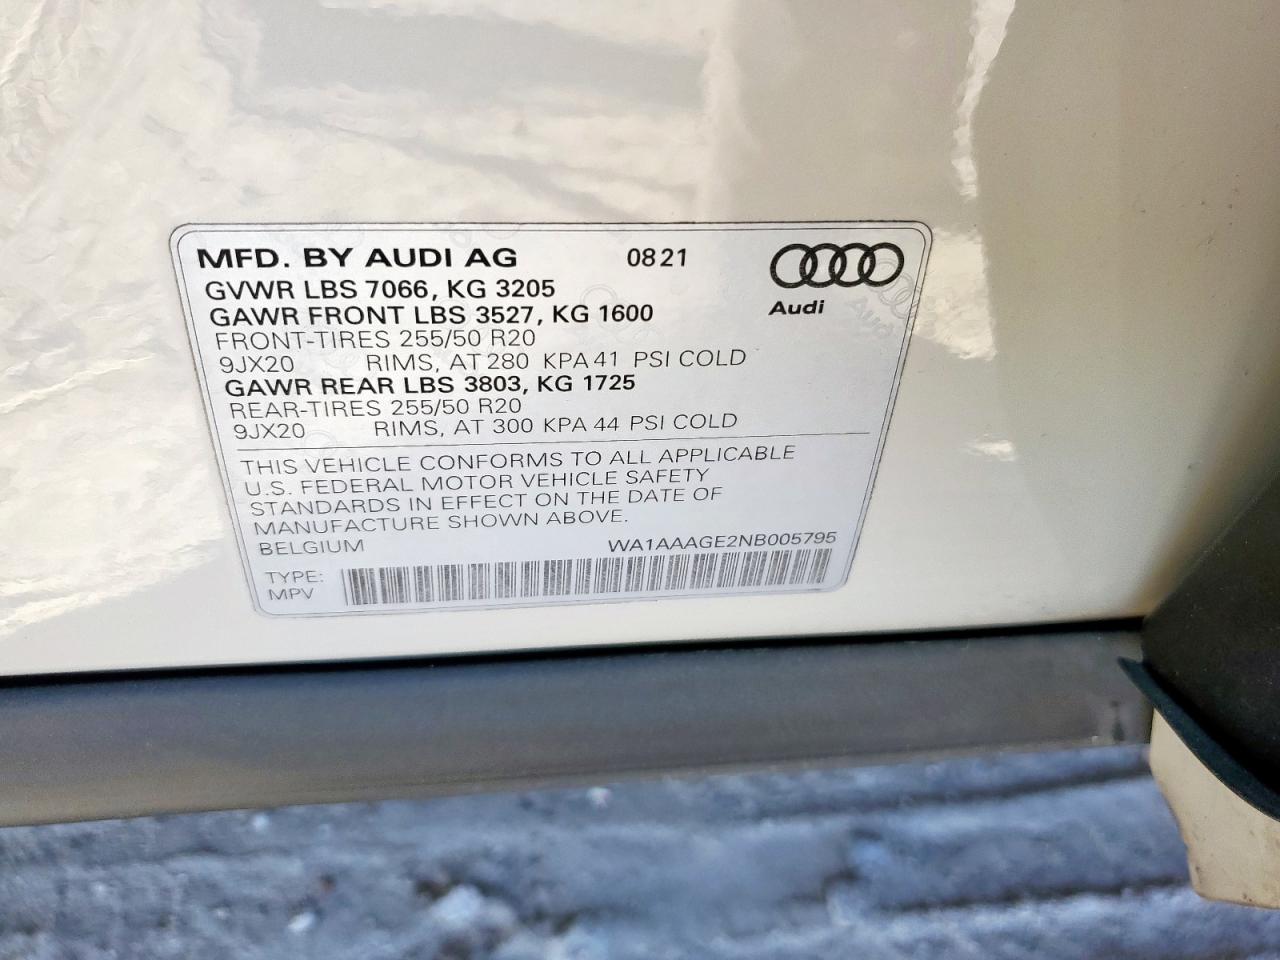 MFD. BY AUDI AG 0821
Audi
GVWR LBS 7066, KG 3205
GAWR FRONT LBS 3527, KG 1600
FRONT-TIRES 255/50 R20
9JX20 RIMS, AT 280 KPA 41 PSI COLD
GAWR REAR LBS 3803, KG 1725
REAR-TIRES 255/50 R20
9JX20 RIMS, AT 300 KPA 44 PSI COLD
THIS VEHICLE CONFORMS TO ALL APPLICABLE
U.S. FEDERAL MOTOR VEHICLE SAFETY
STANDARDS IN EFFECT ON THE DATE OF
MANUFACTURE SHOWN ABOVE.
BELGIUM WA1AAAGE2NB005795
TYPE:
MPV